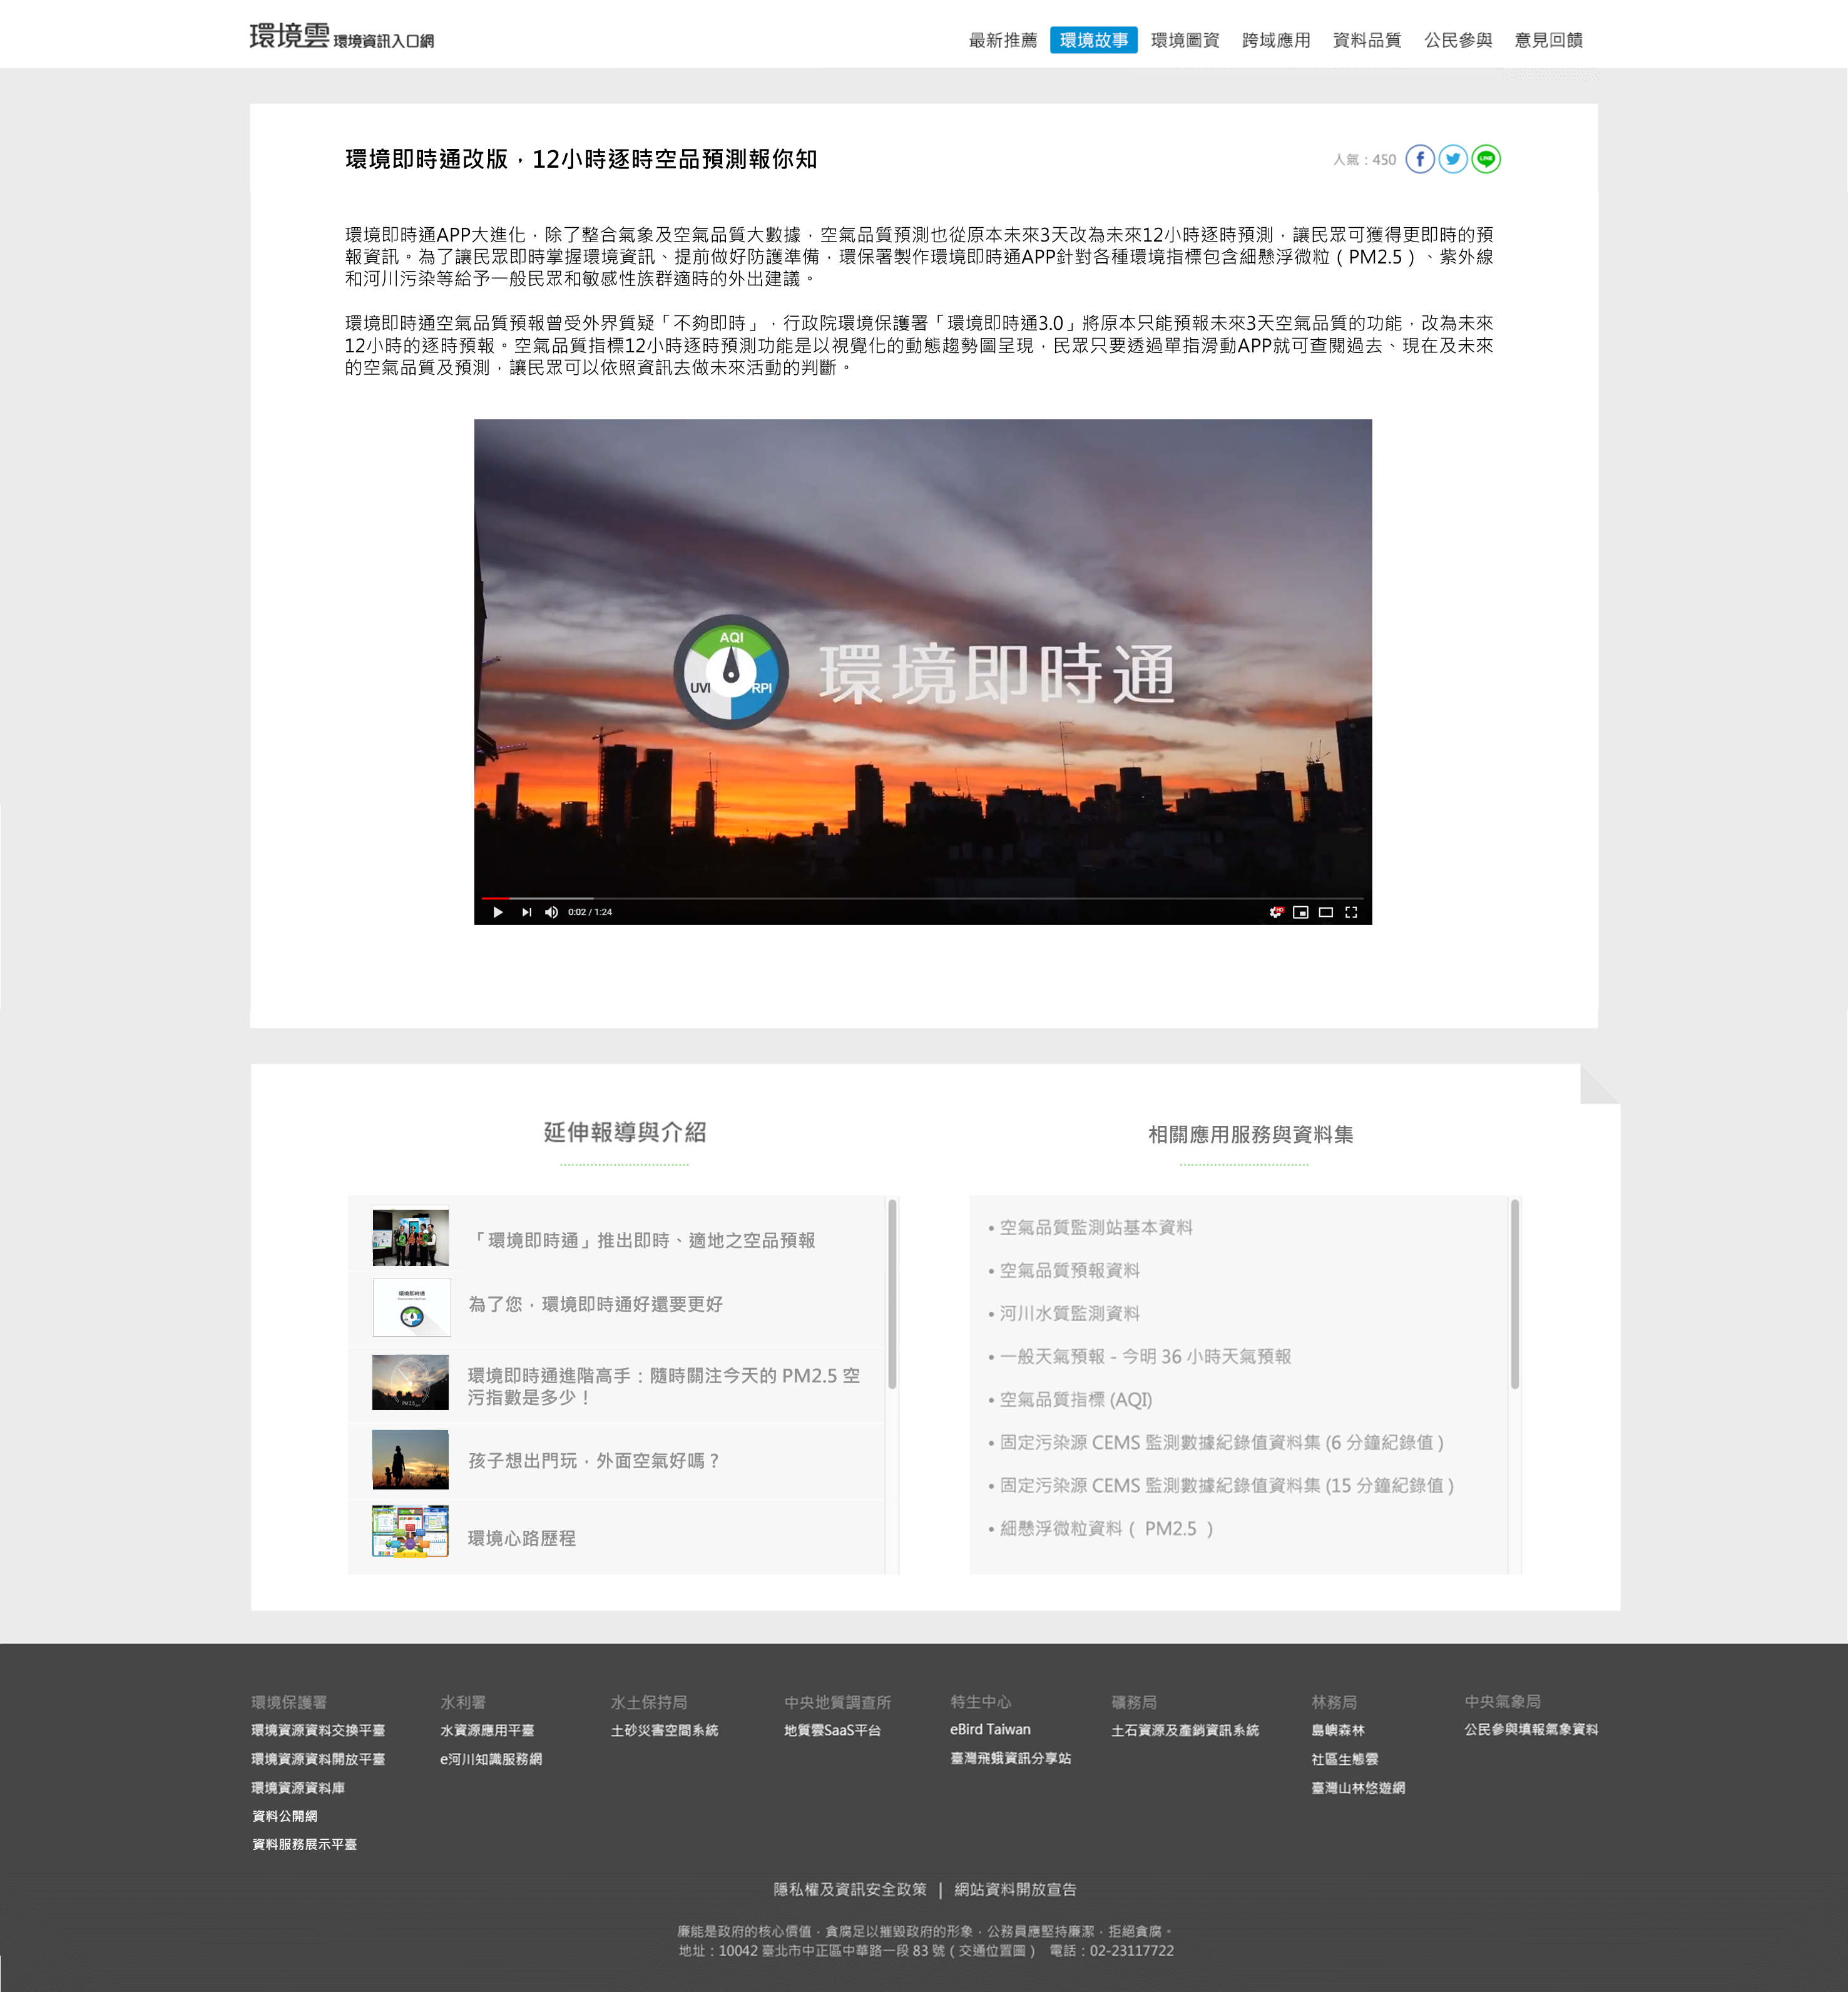 環境雲 環境資訊入口網
最新推薦 環境故事 環境圖資 跨域應用 資料品質 公民參與 意見回饋
環境即時通改版，12小時逐時空品預測報你知
人氣：450
環境即時通APP大進化，除了整合氣象及空氣品質大數據，空氣品質預測也從原本未來3天改為未來12小時逐時預測，讓民眾可獲得更即時的預
報資訊。為了讓民眾即時掌握環境資訊、提前做好防護準備，環保署製作環境即時通APP針對各種環境指標包含細懸浮微粒（PM2.5）、紫外線
和河川污染等給予一般民眾和敏感性族群適時的外出建議。
環境即時通空氣品質預報曾受外界質疑「不夠即時」，行政院環境保護署「環境即時通3.0」將原本只能預報未來3天空氣品質的功能，改為未來
12小時的逐時預報。空氣品質指標12小時逐時預測功能是以視覺化的動態趨勢圖呈現，民眾只要透過單指滑動APP就可查閱過去、現在及未來
的空氣品質及預測，讓民眾可以依照資訊去做未來活動的判斷。
AQI
UVI RPI
環境即時通
0:02 / 1:24
延伸報導與介紹
「環境即時通」推出即時、適地之空品預報
環境即時通
為了您，環境即時通好還要更好
PM2.5
環境即時通進階高手：隨時關注今天的 PM2.5 空
污指數是多少！
孩子想出門玩，外面空氣好嗎？
環境心路歷程
相關應用服務與資料集
• 空氣品質監測站基本資料
• 空氣品質預報資料
• 河川水質監測資料
• 一般天氣預報 - 今明 36 小時天氣預報
• 空氣品質指標 (AQI)
• 固定污染源 CEMS 監測數據紀錄值資料集 (6 分鐘紀錄值 )
• 固定污染源 CEMS 監測數據紀錄值資料集 (15 分鐘紀錄值 )
• 細懸浮微粒資料（ PM2.5 ）
環境保護署
環境資源資料交換平臺
環境資源資料開放平臺
環境資源資料庫
資料公開網
資料服務展示平臺
水利署
水資源應用平臺
e河川知識服務網
水土保持局
土砂災害空間系統
中央地質調查所
地質雲SaaS平台
特生中心
eBird Taiwan
臺灣飛蛾資訊分享站
礦務局
土石資源及產銷資訊系統
林務局
島嶼森林
社區生態雲
臺灣山林悠遊網
中央氣象局
公民參與填報氣象資料
隱私權及資訊安全政策 | 網站資料開放宣告
廉能是政府的核心價值，貪腐足以摧毀政府的形象，公務員應堅持廉潔，拒絕貪腐。
地址：10042 臺北市中正區中華路一段 83 號（交通位置圖） 電話：02-23117722